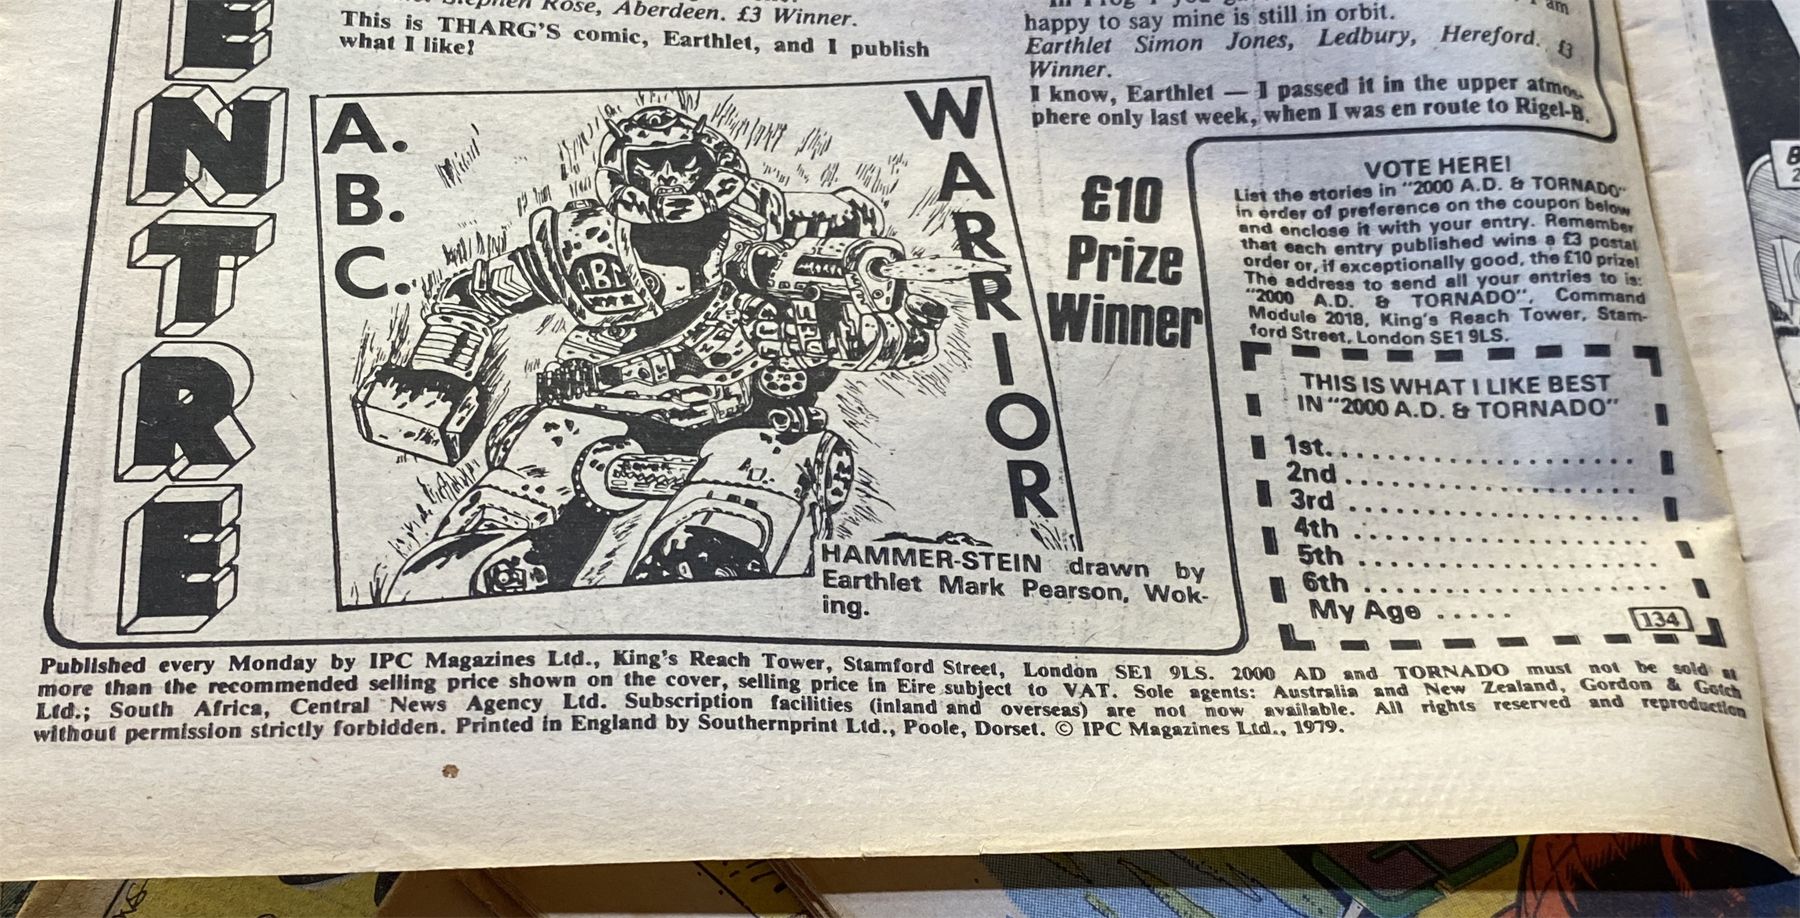 ENTRE
Stephen Rose, Aberdeen. £3 Winner.
This is THARG'S comic, Earthlet, and I publish
what I like!
happy to say mine is still in orbit.
Earthlet Simon Jones, Ledbury, Hereford. £3
Winner.
I know, Earthlet — I passed it in the upper atmos-
phere only last week, when I was en route to Rigel-B.
A.
B.
C.
WARRIOR
ABC
£10
Prize
Winner
HAMMER-STEIN drawn by
Earthlet Mark Pearson, Wok-
ing.
VOTE HERE!
List the stories in "2000 A.D. & TORNADO"
in order of preference on the coupon below
and enclose it with your entry. Remember
that each entry published wins a £3 postal
order or, if exceptionally good, the £10 prize!
The address to send all your entries to is:
"2000 A.D. & TORNADO", Command
Module 2018, King's Reach Tower, Stam-
ford Street, London SE1 9LS.
THIS IS WHAT I LIKE BEST
IN "2000 A.D. & TORNADO"
1st. . . . . . . . . . . . . . . . . . . . . .
2nd . . . . . . . . . . . . . . . . . . . . .
3rd . . . . . . . . . . . . . . . . . . . . .
4th . . . . . . . . . . . . . . . . . . . . .
5th . . . . . . . . . . . . . . . . . . . . .
6th . . . . . . . . . . . . . . . . . . . . .
My Age . . . . .
134
Published every Monday by IPC Magazines Ltd., King's Reach Tower, Stamford Street, London SE1 9LS. 2000 AD and TORNADO must not be sold at
more than the recommended selling price shown on the cover, selling price in Eire subject to VAT. Sole agents: Australia and New Zealand, Gordon & Gotch
Ltd.; South Africa, Central News Agency Ltd. Subscription facilities (inland and overseas) are not now available. All rights reserved and reproduction
without permission strictly forbidden. Printed in England by Southernprint Ltd., Poole, Dorset. © IPC Magazines Ltd., 1979.